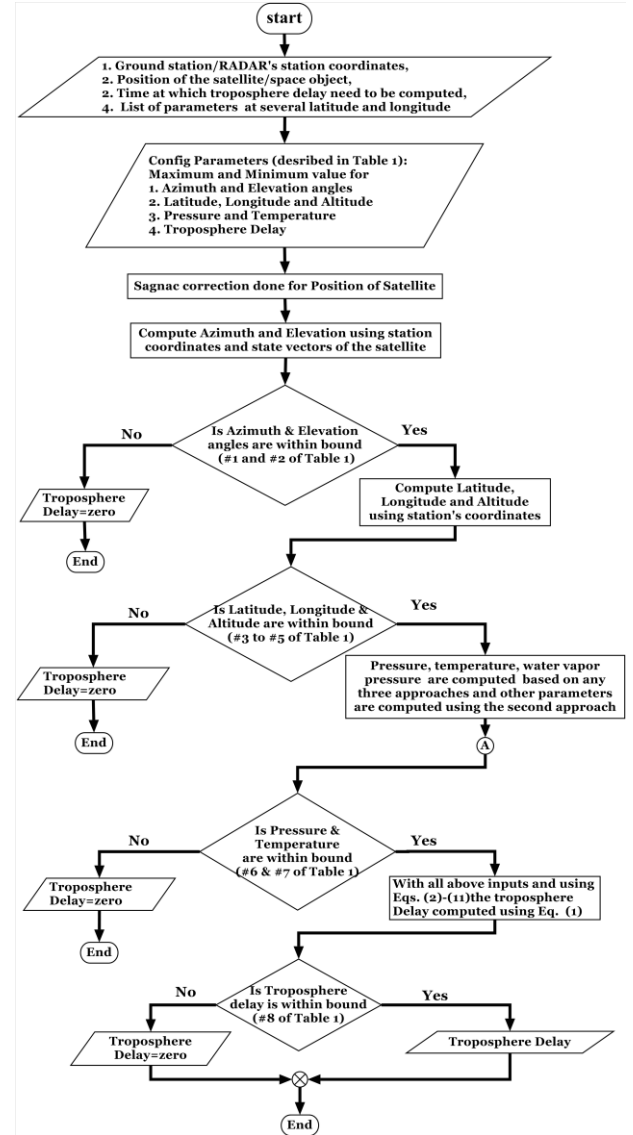 start
1. Ground station/RADAR's station coordinates,
2. Position of the satellite/space object,
2. Time at which troposphere delay need to be computed,
4. List of parameters at several latitude and longitude
Config Parameters (desribed in Table 1):
Maximum and Minimum value for
1. Azimuth and Elevation angles
2. Latitude, Longitude and Altitude
3. Pressure and Temperature
4. Troposphere Delay
Sagnac correction done for Position of Satellite
Compute Azimuth and Elevation using station
coordinates and state vectors of the satellite
Is Azimuth & Elevation
angles are within bound
(#1 and #2 of Table 1)
No
Yes
Troposphere
Delay=zero
End
Compute Latitude,
Longitude and Altitude
using station's coordinates
Is Latitude, Longitude &
Altitude are within bound
(#3 to #5 of Table 1)
No
Yes
Troposphere
Delay=zero
End
Pressure, temperature, water vapor
pressure are computed based on any
three approaches and other parameters
are computed using the second approach
A
Is Pressure &
Temperature
are within bound
(#6 & #7 of Table 1)
No
Yes
Troposphere
Delay=zero
End
With all above inputs and using
Eqs. (2)-(11)the troposphere
Delay computed using Eq. (1)
Is Troposphere
delay is within bound
(#8 of Table 1)
No
Yes
Troposphere
Delay=zero
Troposphere Delay
End